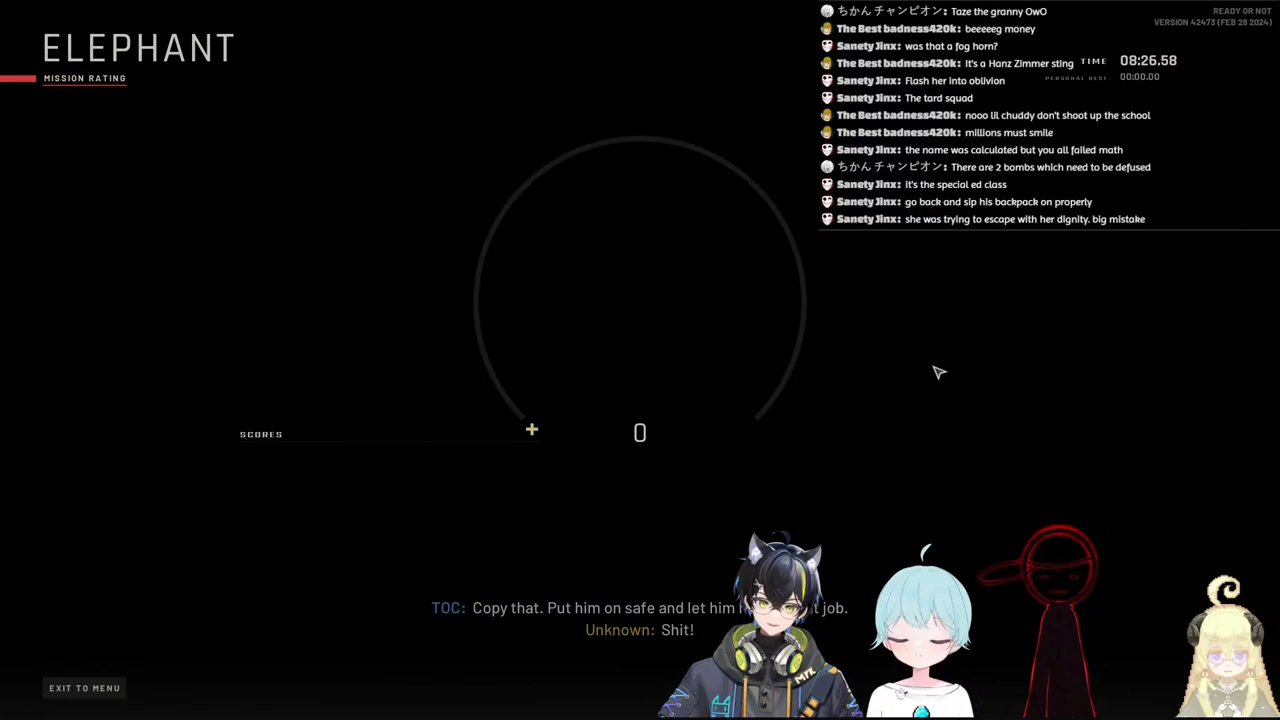 ELEPHANT
MISSION RATING
ちかん チャンピオン: Taze the granny OwO
The Best badness420k: beeeeeg money
Sanety Jinx: was that a fog horn?
The Best badness420k: It's a Hanz Zimmer sting
Sanety Jinx: Flash her into oblivion
Sanety Jinx: The tard squad
The Best badness420k: nooo lil chuddy don't shoot up the school
The Best badness420k: millions must smile
Sanety Jinx: the name was calculated but you all failed math
ちかん チャンピオン: There are 2 bombs which need to be defused
Sanety Jinx: it's the special ed class
Sanety Jinx: go back and sip his backpack on properly
Sanety Jinx: she was trying to escape with her dignity. big mistake
READY OR NOT
VERSION 42473 (FEB 28 2024)
TIME 08:26.58
PERSONAL BEST 00:00.00
SCORES
+
0
TOC: Copy that. Put him on safe and let him job.
Unknown: Shit!
EXIT TO MENU